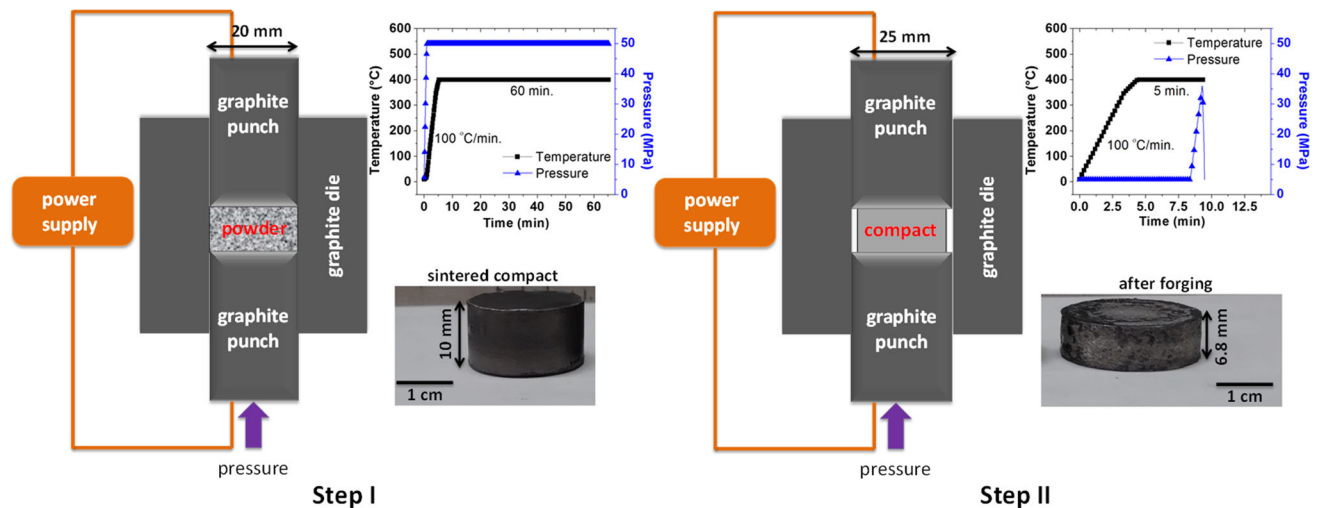 20 mm
graphite
punch
power
supply
powder
graphite die
graphite
punch
pressure
Step I
600
500
400
300
200
100
0
Temperature (°C)
50
40
30
20
10
0
Pressure (MPa)
60 min.
100 °C/min.
Temperature
Pressure
0 10 20 30 40 50 60
Time (min)
sintered compact
10 mm
1 cm
25 mm
graphite
punch
power
supply
compact
graphite die
graphite
punch
pressure
Step II
600
500
400
300
200
100
0
Temperature (°C)
50
40
30
20
10
0
Pressure (MPa)
Temperature
Pressure
5 min.
100 °C/min.
0.0 2.5 5.0 7.5 10.0 12.5
Time (min)
after forging
6.8 mm
1 cm